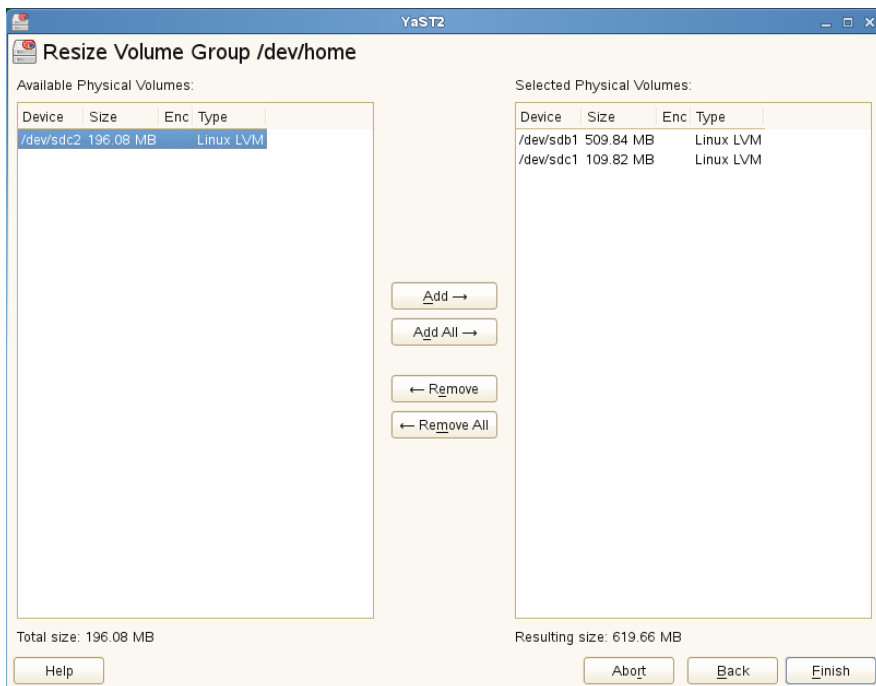 YaST2
Resize Volume Group /dev/home
Available Physical Volumes:
Device Size Enc Type
/dev/sdc2 196.08 MB Linux LVM
Total size: 196.08 MB
Add →
Add All →
← Remove
← Remove All
Selected Physical Volumes:
Device Size Enc Type
/dev/sdb1 509.84 MB Linux LVM
/dev/sdc1 109.82 MB Linux LVM
Resulting size: 619.66 MB
Help
Abort
Back
Finish